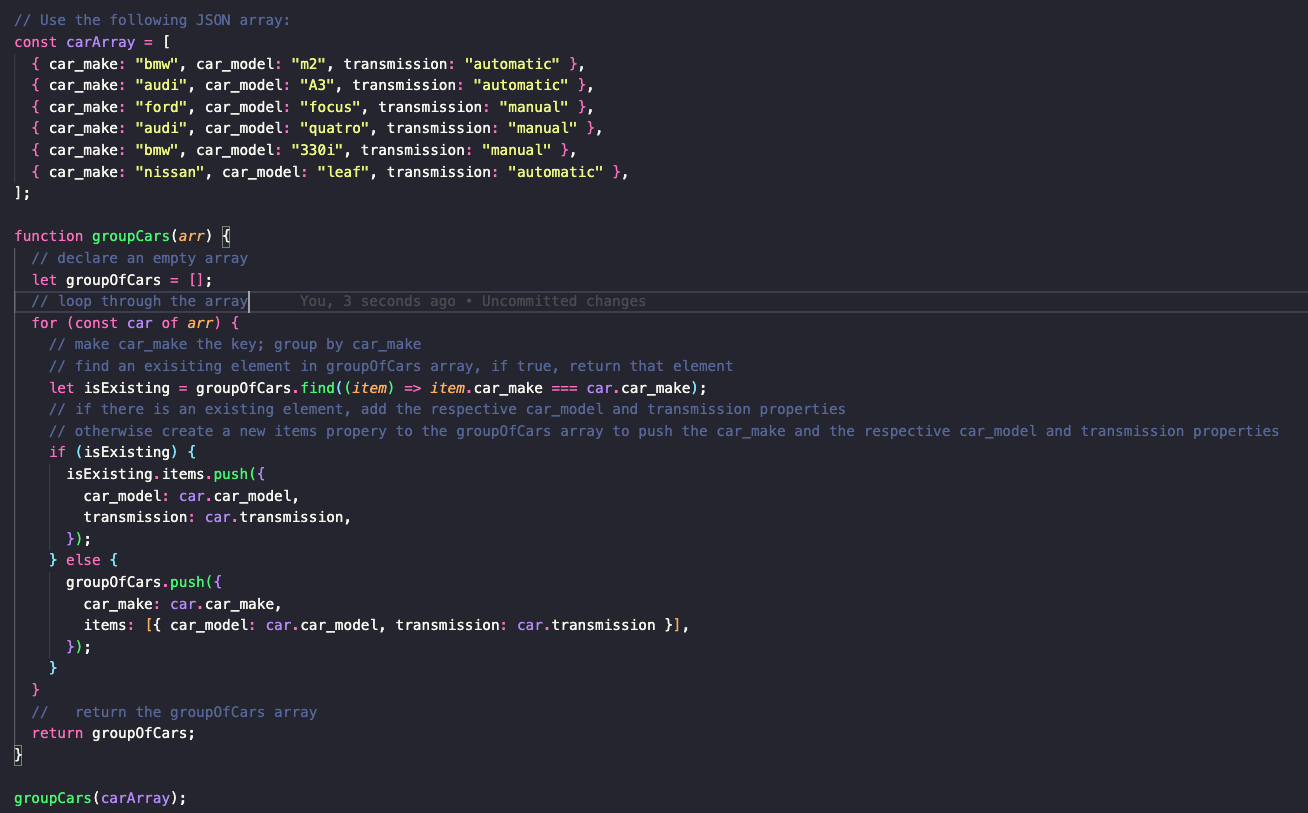 // Use the following JSON array:
const carArray = [
  { car_make: "bmw", car_model: "m2", transmission: "automatic" },
  { car_make: "audi", car_model: "A3", transmission: "automatic" },
  { car_make: "ford", car_model: "focus", transmission: "manual" },
  { car_make: "audi", car_model: "quatro", transmission: "manual" },
  { car_make: "bmw", car_model: "330i", transmission: "manual" },
  { car_make: "nissan", car_model: "leaf", transmission: "automatic" },
];

function groupCars(arr) {
  // declare an empty array
  let groupOfCars = [];
  // loop through the array      You, 3 seconds ago • Uncommitted changes
  for (const car of arr) {
    // make car_make the key; group by car_make
    // find an exisiting element in groupOfCars array, if true, return that element
    let isExisting = groupOfCars.find((item) => item.car_make === car.car_make);
    // if there is an existing element, add the respective car_model and transmission properties
    // otherwise create a new items propery to the groupOfCars array to push the car_make and the respective car_model and transmission properties
    if (isExisting) {
      isExisting.items.push({
        car_model: car.car_model,
        transmission: car.transmission,
      });
    } else {
      groupOfCars.push({
        car_make: car.car_make,
        items: [{ car_model: car.car_model, transmission: car.transmission }],
      });
    }
  }
  //   return the groupOfCars array
  return groupOfCars;
}

groupCars(carArray);